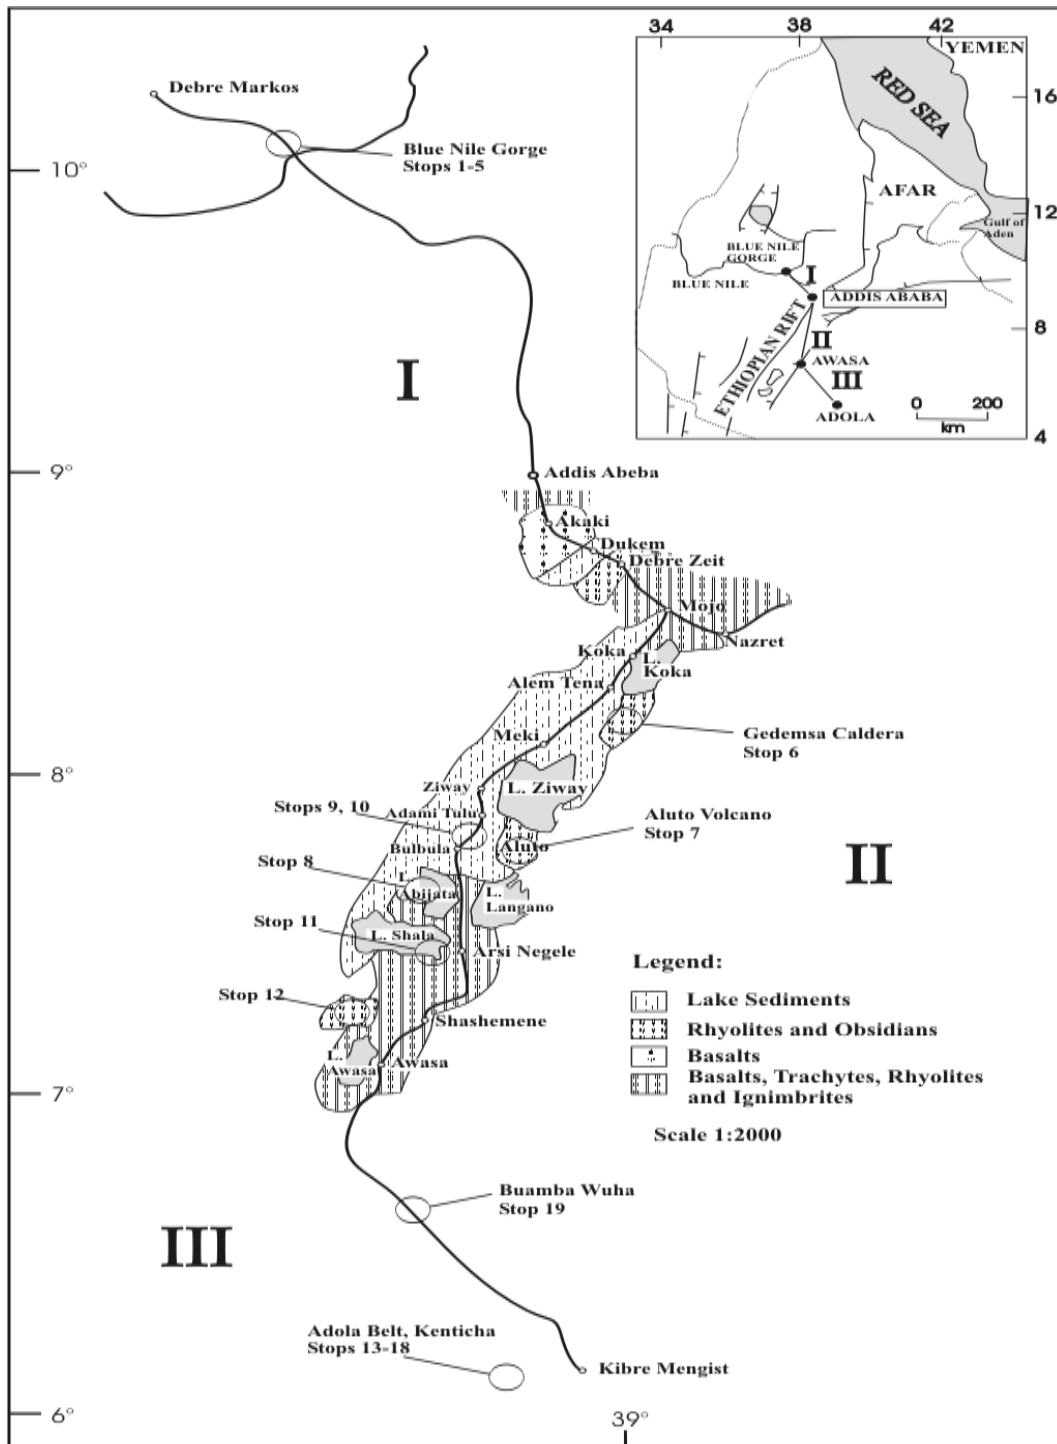 34
38
42
YEMEN
RED SEA
16
AFAR
12
Gulf of
Aden
BLUE NILE
GORGE
I
BLUE NILE
ADDIS ABABA
8
ETHIOPIAN RIFT
II
AWASA
III
0
200
km
ADOLA
4
Debre Markos
Blue Nile Gorge
Stops 1-5
10°
I
9°
Addis Abeba
Akaki
Dukem
Debre Zeit
Mojo
Nazret
Koka
L.
Koka
Alem Tena
Meki
Gedemsa Caldera
Stop 6
8°
Ziway
L. Ziway
Stops 9, 10
Adami Tulu
Aluto Volcano
Stop 7
Bulbula
Aluto
Stop 8
L.
Abijata
L.
Langano
II
Stop 11
L. Shala
Arsi Negele
Legend:
Lake Sediments
Rhyolites and Obsidians
Basalts
Basalts, Trachytes, Rhyolites
and Ignimbrites
Scale 1:2000
Stop 12
Shashemene
L.
Awasa
Awasa
7°
Buamba Wuha
Stop 19
III
Adola Belt, Kenticha
Stops 13-18
Kibre Mengist
6°
39°